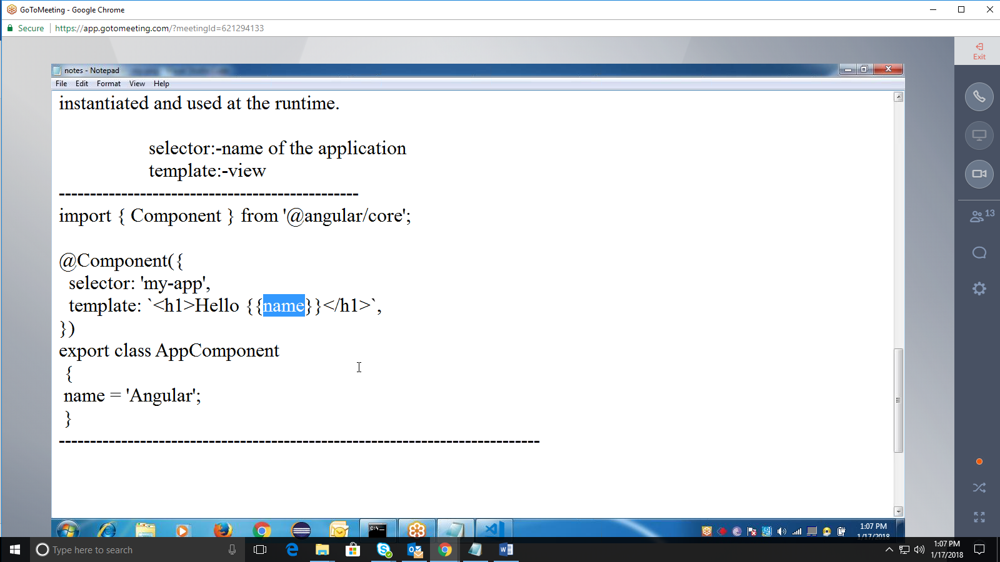 GoToMeeting - Google Chrome
Secure
https://app.gotomeeting.com/?meetingId=621294133
Exit
notes - Notepad
File Edit Format View Help
instantiated and used at the runtime.
selector:-name of the application
template:-view
------------------------------------------------
import { Component } from '@angular/core';
@Component({
selector: 'my-app',
template: `<h1>Hello {{name}}</h1>`,
})
export class AppComponent
{
name = 'Angular';
}
-----------------------------------------------------------------------------
13
C:\.
1:07 PM
1/17/2018
Type here to search
1:07 PM
1/17/2018